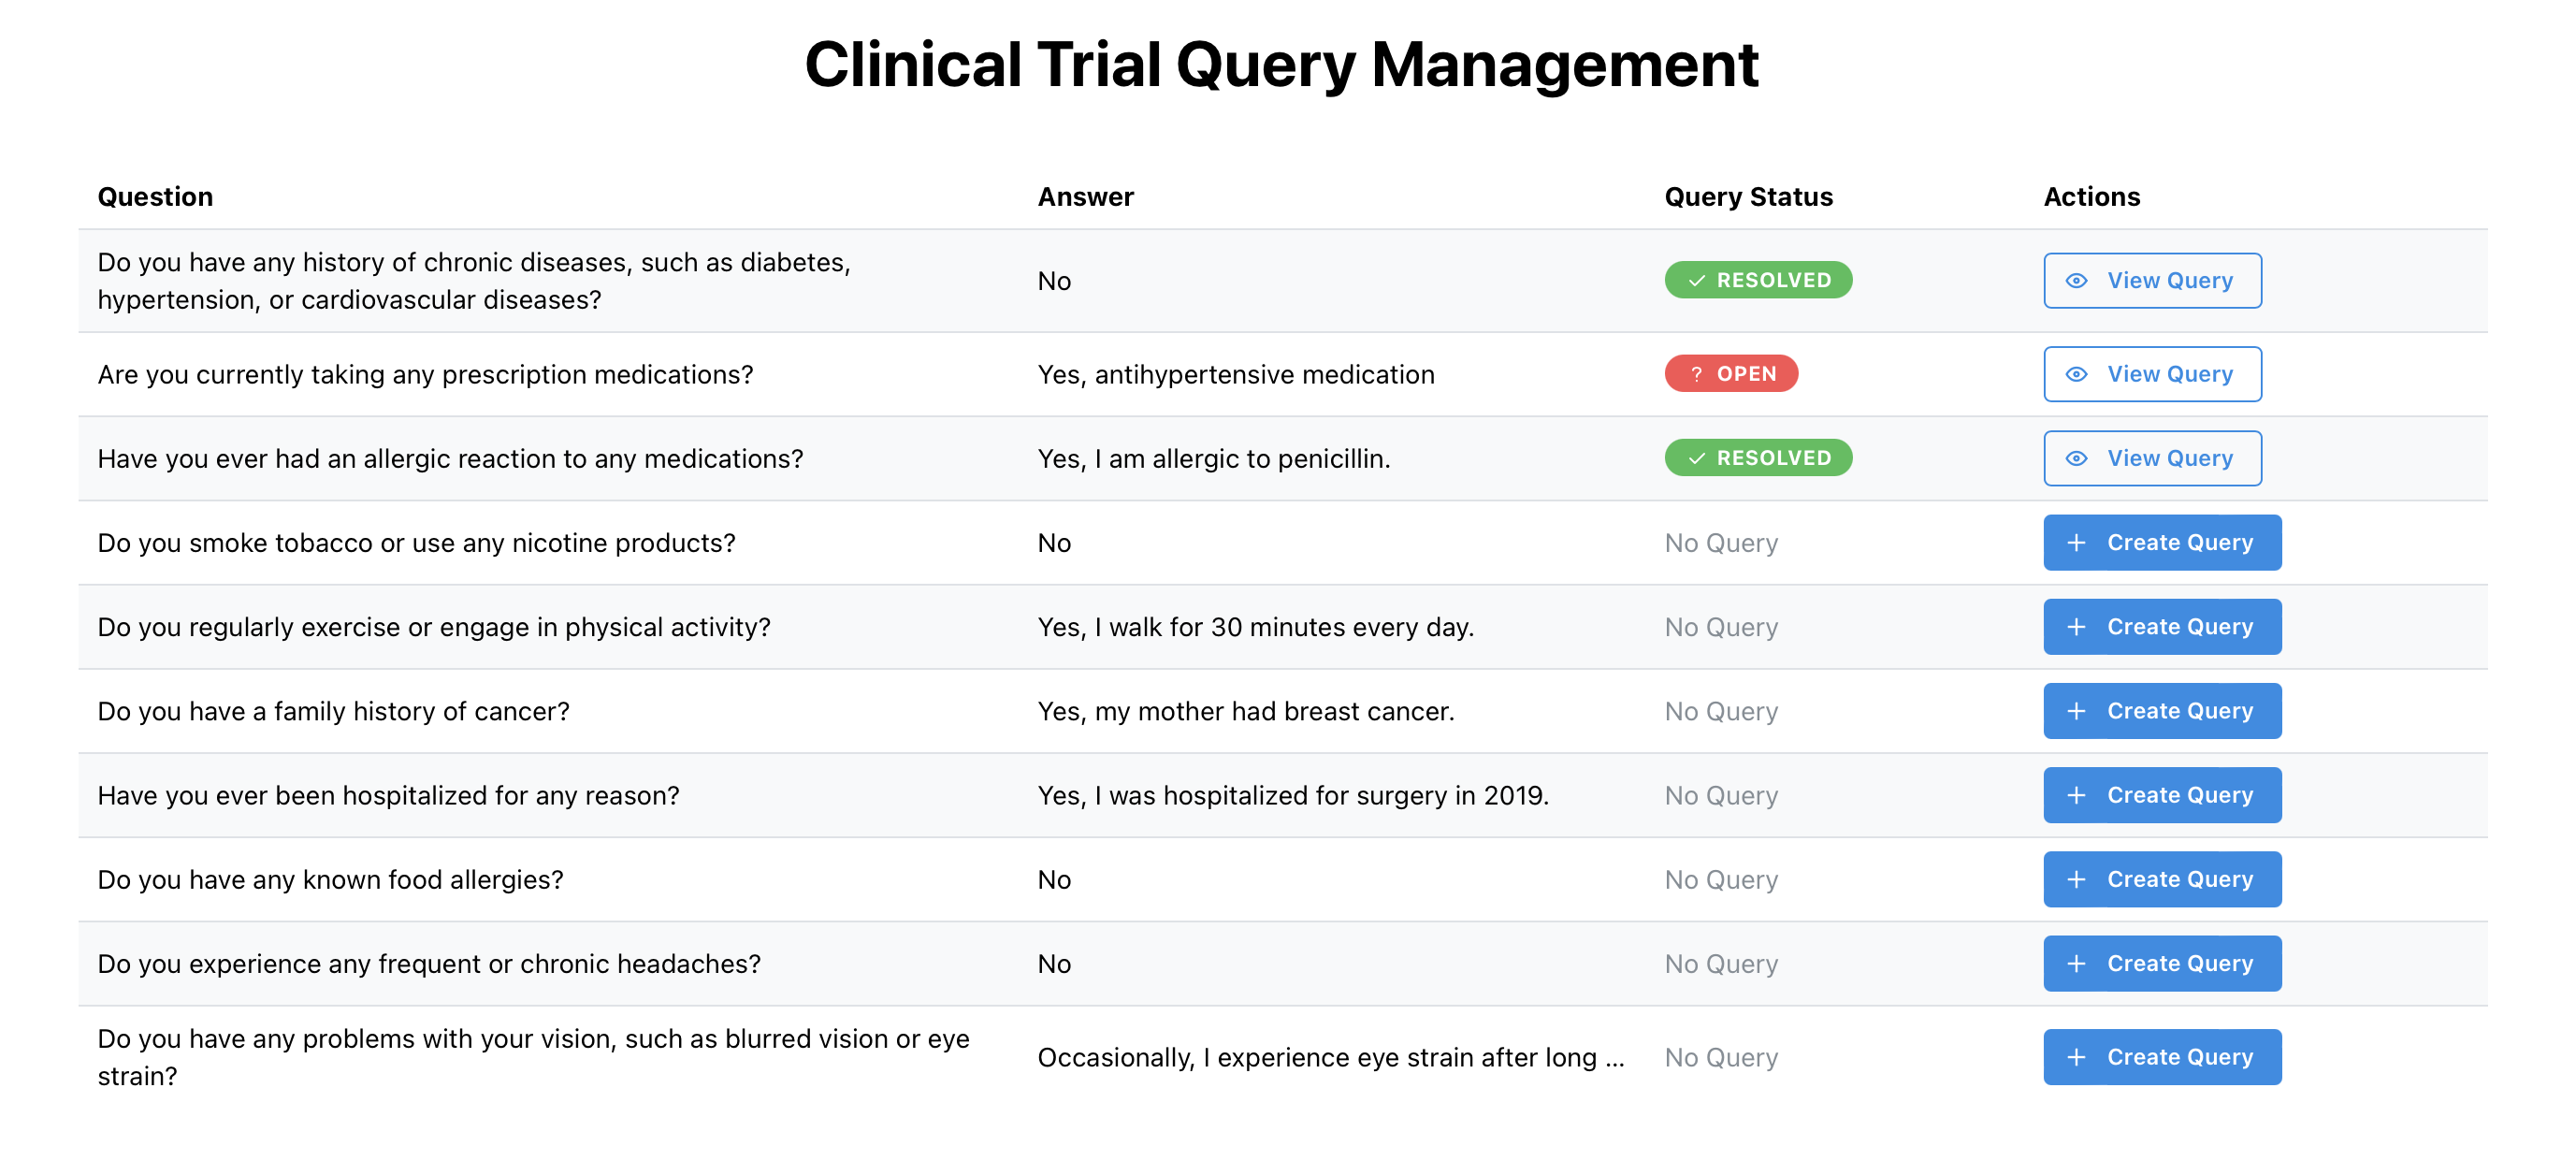 Clinical Trial Query Management
Question Answer Query Status Actions
Do you have any history of chronic diseases, such as diabetes,
hypertension, or cardiovascular diseases?
No
RESOLVED
View Query
Are you currently taking any prescription medications?
Yes, antihypertensive medication
? OPEN
View Query
Have you ever had an allergic reaction to any medications?
Yes, I am allergic to penicillin.
RESOLVED
View Query
Do you smoke tobacco or use any nicotine products?
No
No Query
+ Create Query
Do you regularly exercise or engage in physical activity?
Yes, I walk for 30 minutes every day.
No Query
+ Create Query
Do you have a family history of cancer?
Yes, my mother had breast cancer.
No Query
+ Create Query
Have you ever been hospitalized for any reason?
Yes, I was hospitalized for surgery in 2019.
No Query
+ Create Query
Do you have any known food allergies?
No
No Query
+ Create Query
Do you experience any frequent or chronic headaches?
No
No Query
+ Create Query
Do you have any problems with your vision, such as blurred vision or eye
strain?
Occasionally, I experience eye strain after long ...
No Query
+ Create Query